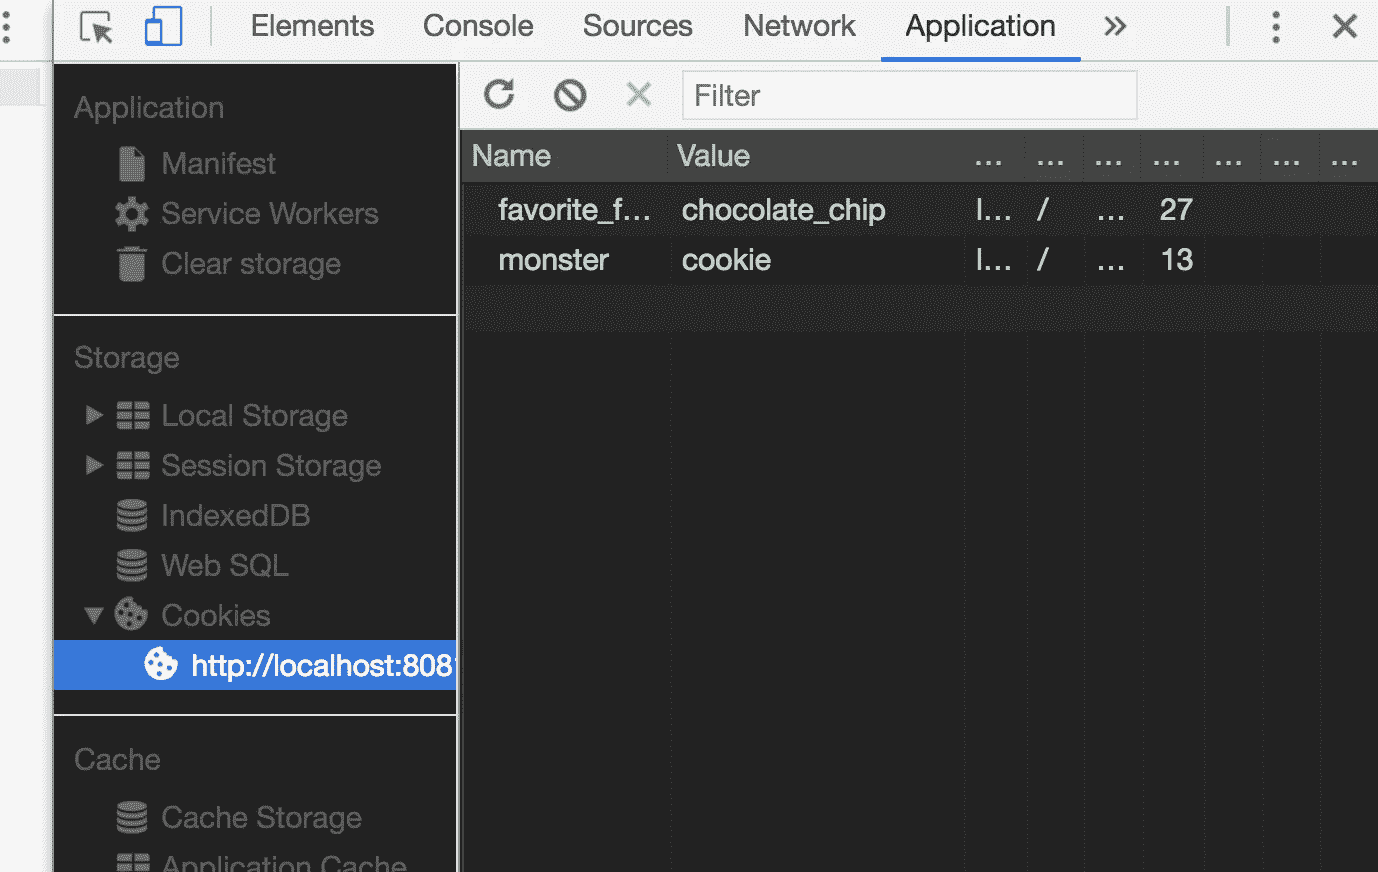 Elements Console Sources Network Application
Filter
Application
Manifest
Service Workers
Clear storage
Storage
Local Storage
Session Storage
IndexedDB
Web SQL
Cookies
http://localhost:808
Cache
Cache Storage
Application Cache
Name Value ... ... ... ... ... ... ...
favorite_f... chocolate_chip l... / ... 27
monster cookie l... / ... 13